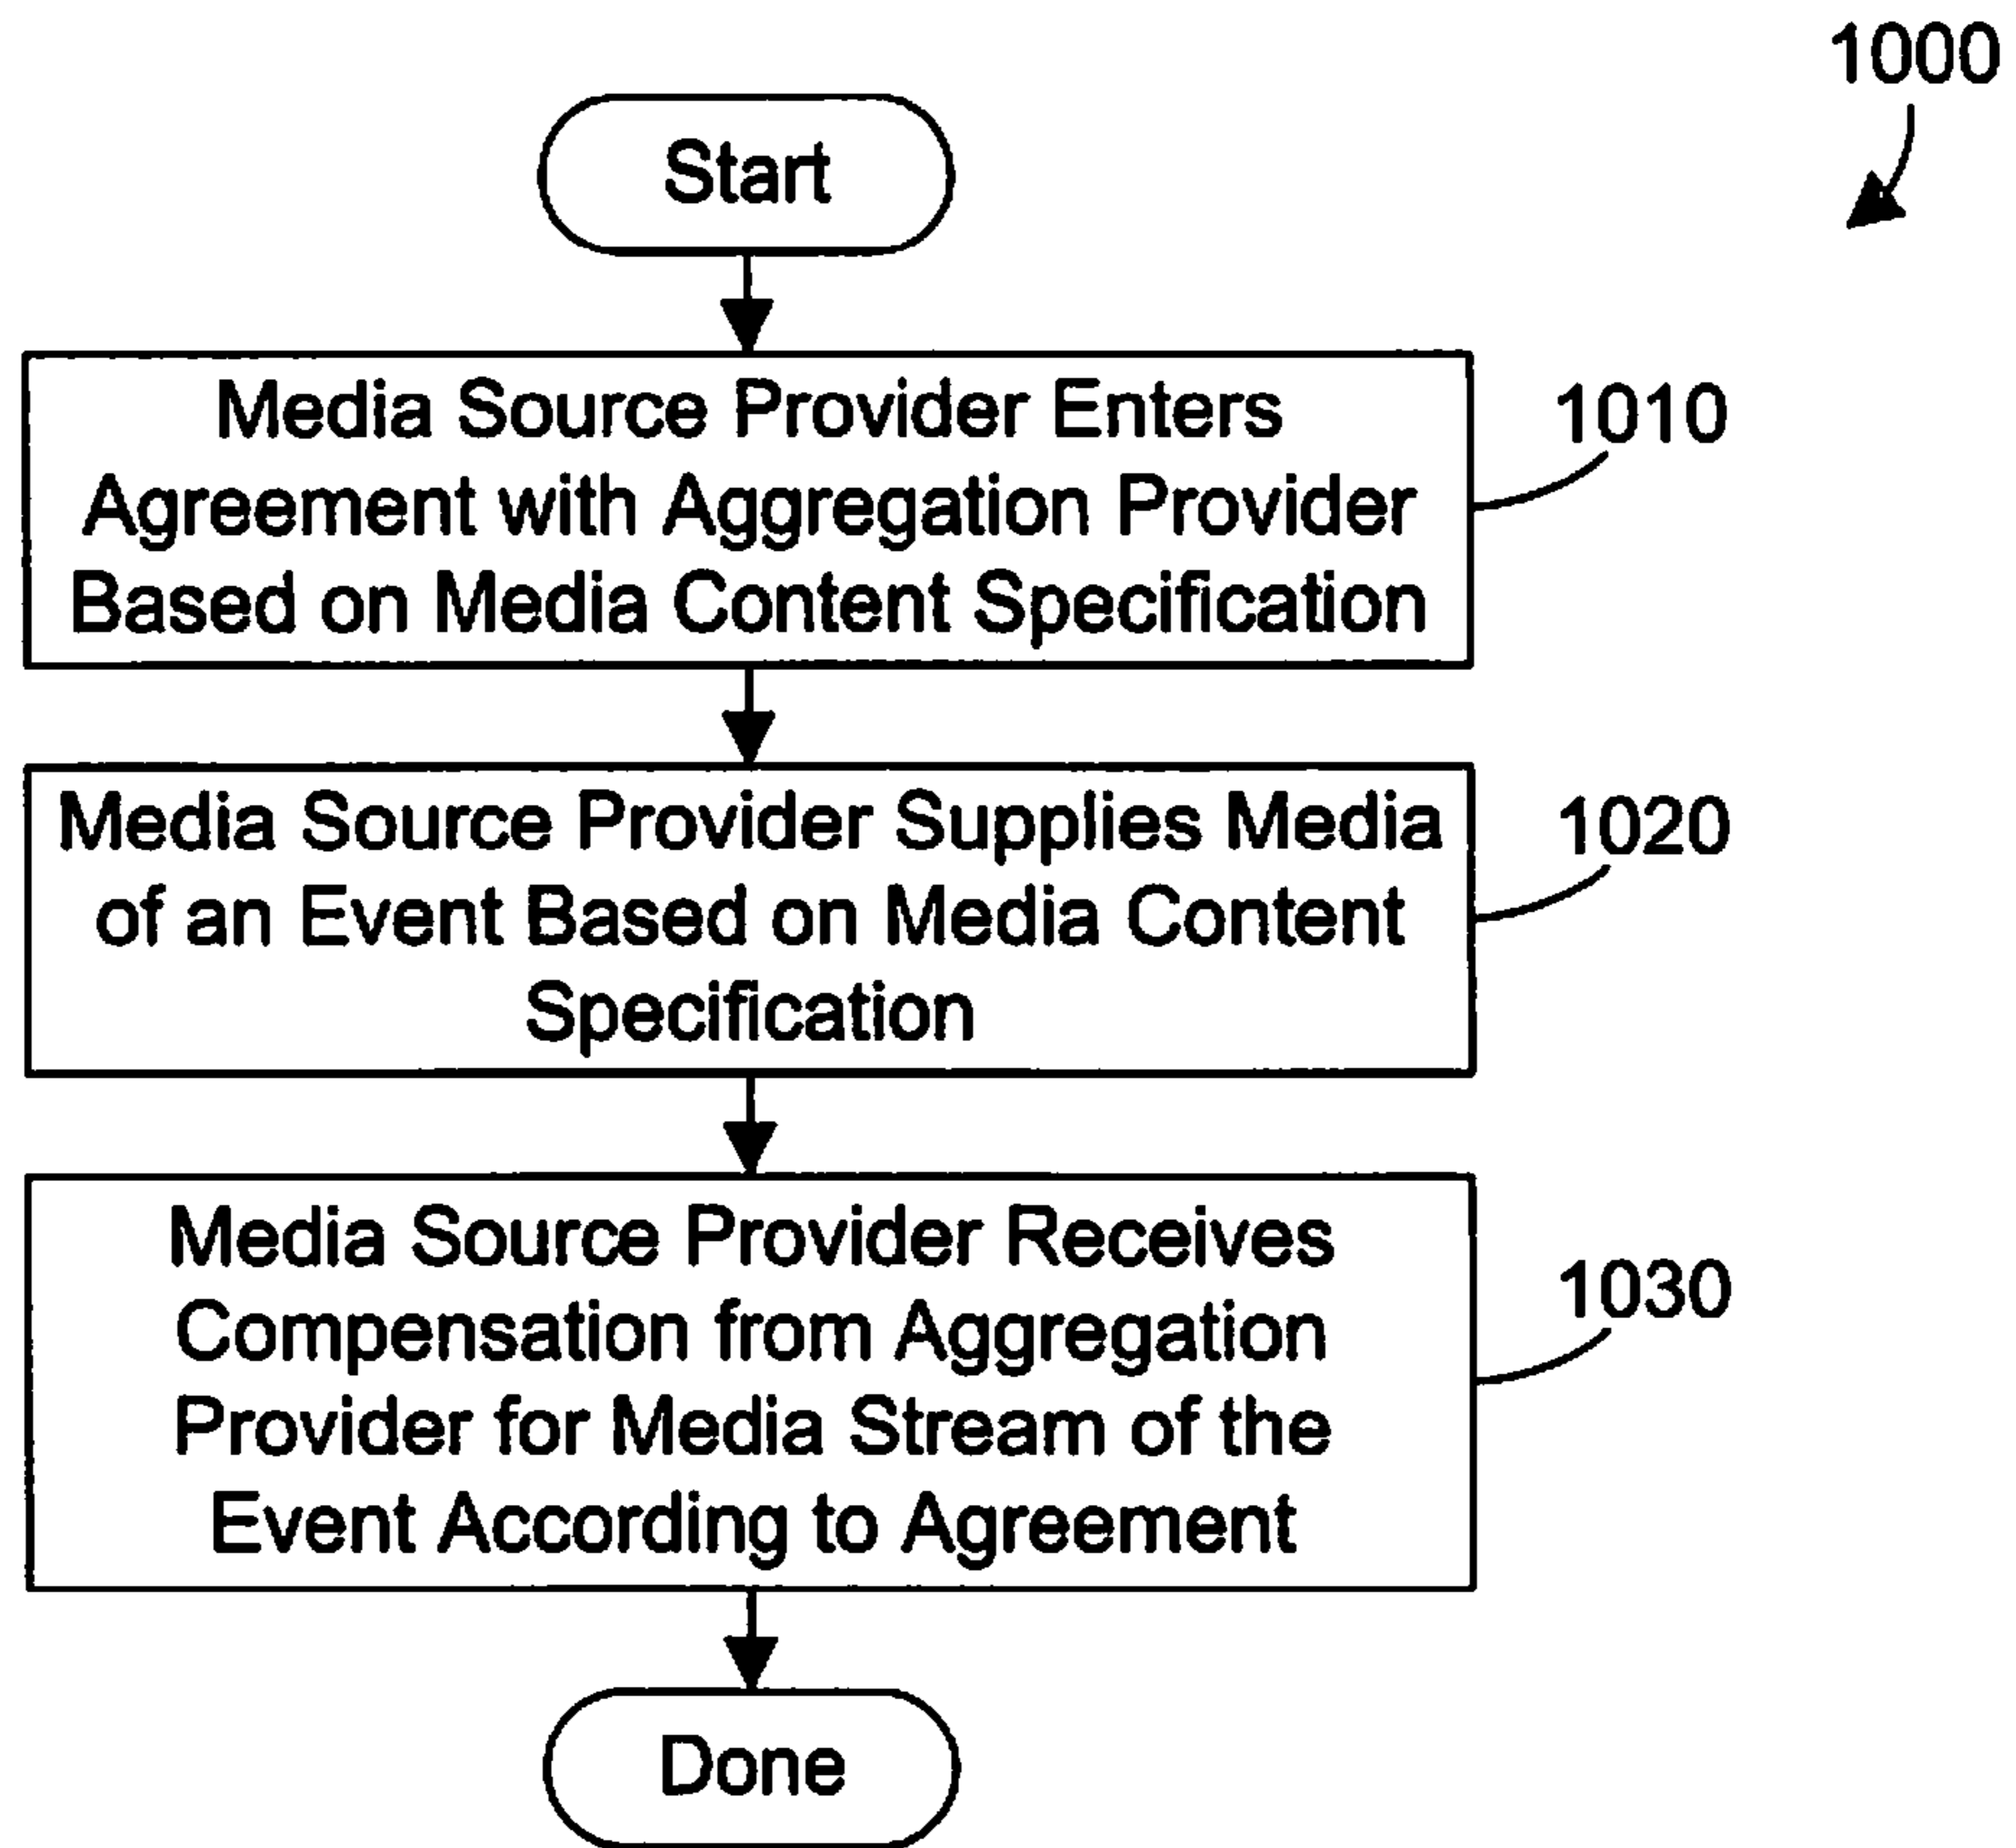 1000
Start
Media Source Provider Enters
Agreement with Aggregation Provider
Based on Media Content Specification
1010
Media Source Provider Supplies Media
of an Event Based on Media Content
Specification
1020
Media Source Provider Receives
Compensation from Aggregation
Provider for Media Stream of the
Event According to Agreement
1030
Done